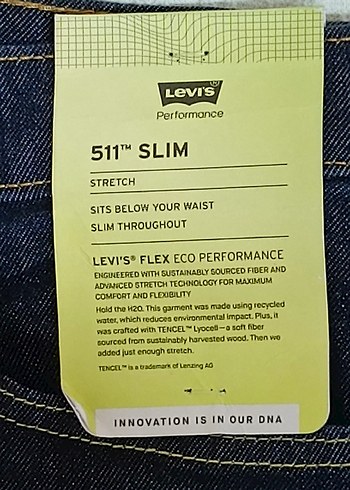 LEVI'S®
Performance
511™ SLIM
STRETCH
SITS BELOW YOUR WAIST
SLIM THROUGHOUT
LEVI'S® FLEX ECO PERFORMANCE
ENGINEERED WITH SUSTAINABLY SOURCED FIBER AND
ADVANCED STRETCH TECHNOLOGY FOR MAXIMUM
COMFORT AND FLEXIBILITY
Hold the H2O. This garment was made using recycled
water, which reduces environmental impact. Plus, it
was crafted with TENCEL™ Lyocell—a soft fiber
sourced from sustainably harvested wood. Then we
added just enough stretch.
TENCEL™ is a trademark of Lenzing AG
INNOVATION IS IN OUR DNA